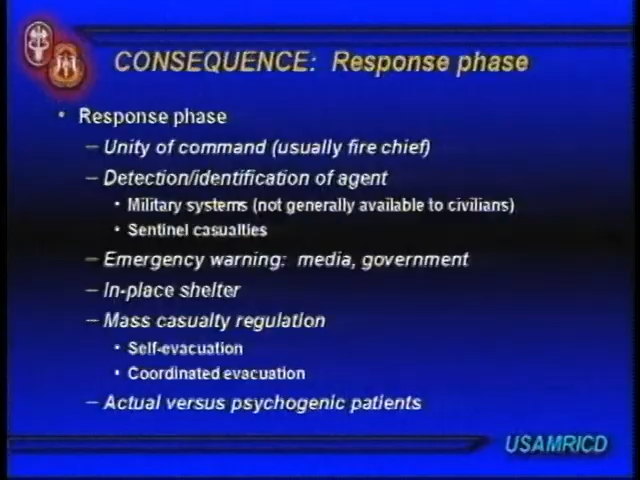 CONSEQUENCE: Response phase
• Response phase
– Unity of command (usually fire chief)
– Detection/identification of agent
• Military systems (not generally available to civilians)
• Sentinel casualties
– Emergency warning: media, government
– In-place shelter
– Mass casualty regulation
• Self-evacuation
• Coordinated evacuation
– Actual versus psychogenic patients
USAMRICD